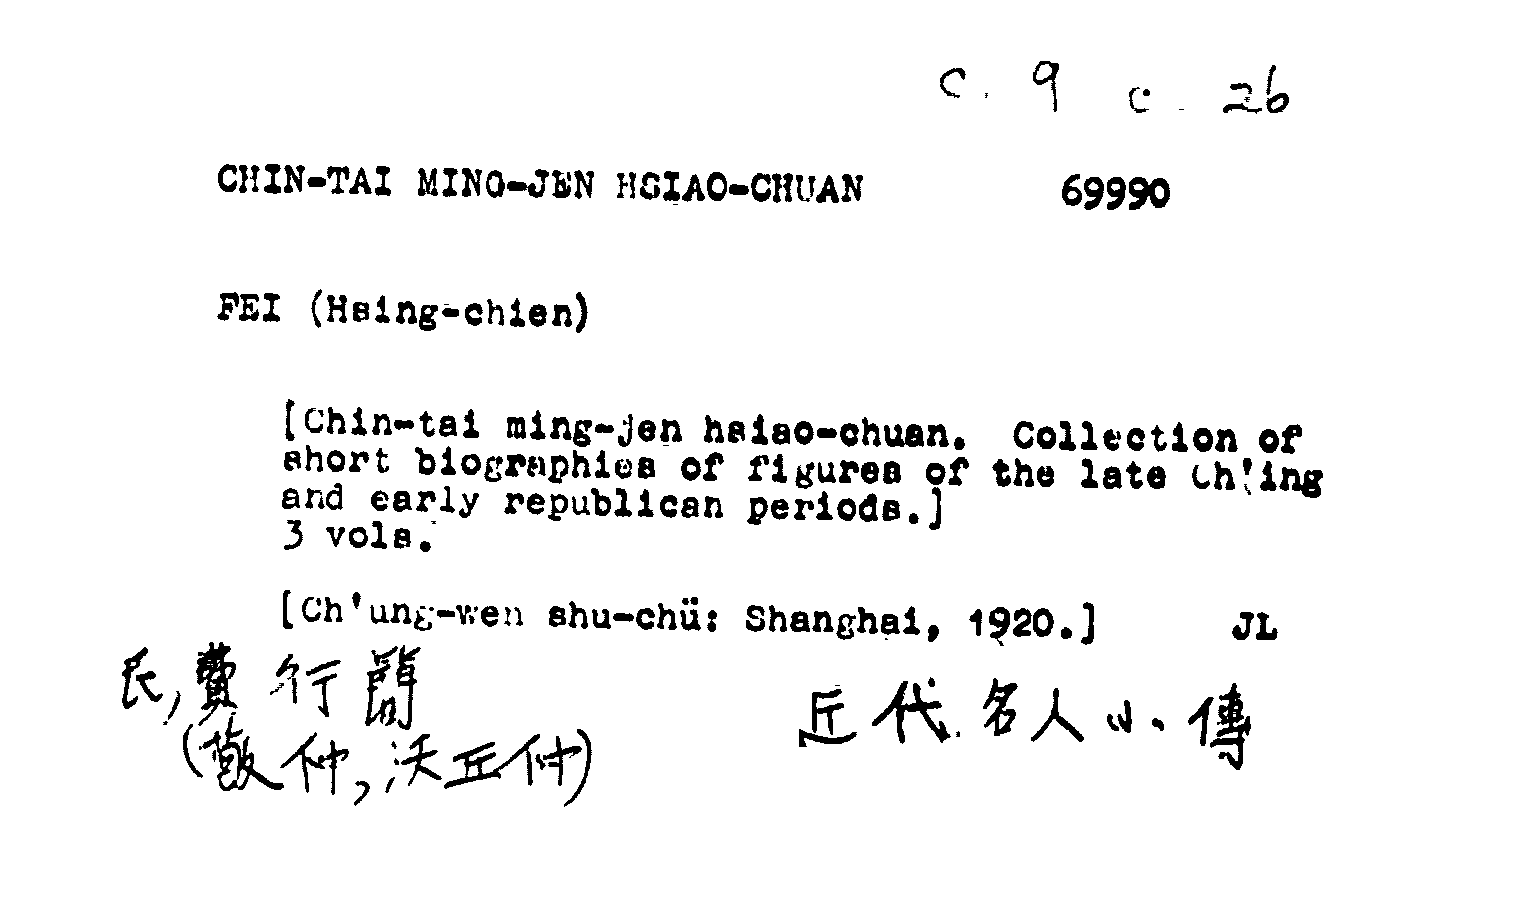 c. 9 c. 26
CHIN-TAI MING-JEN HSIAO-CHUAN 69990
FEI (Hsing-chien)
[Chin-tai ming-jen hsiao-chuan. Collection of
short biographies of figures of the late Ch'ing
and early republican periods.]
3 vols.
[Ch'ung-wen shu-chü: Shanghai, 1920.] JL
民,費行簡 近代名人小傳
(敬仲,沃丘仲)